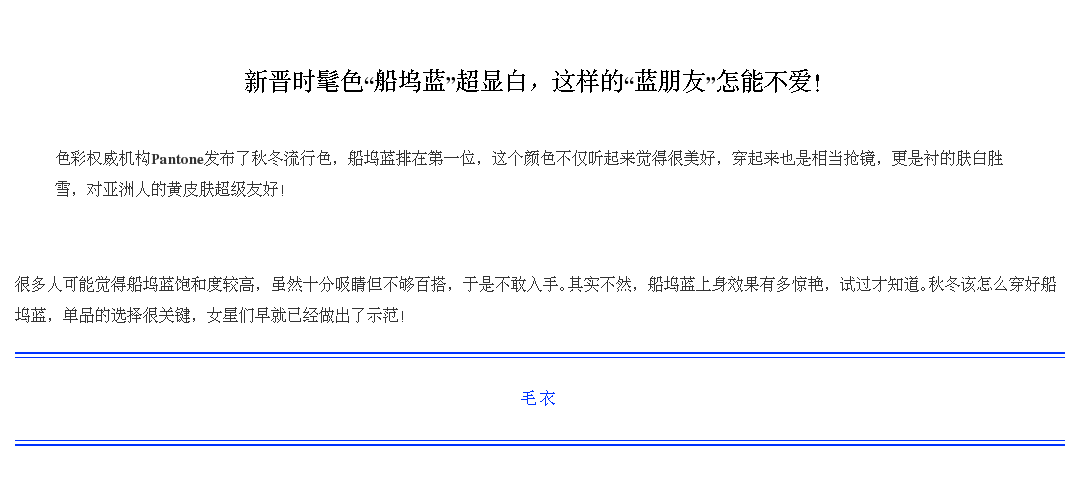 新晋时髦色“船坞蓝”超显白，这样的“蓝朋友”怎能不爱！
色彩权威机构Pantone发布了秋冬流行色，船坞蓝排在第一位，这个颜色不仅听起来觉得很美好，穿起来也是相当抢镜，更是衬的肤白胜
雪，对亚洲人的黄皮肤超级友好！
很多人可能觉得船坞蓝饱和度较高，虽然十分吸睛但不够百搭，于是不敢入手。其实不然，船坞蓝上身效果有多惊艳，试过才知道。秋冬该怎么穿好船
坞蓝，单品的选择很关键，女星们早就已经做出了示范！
毛衣